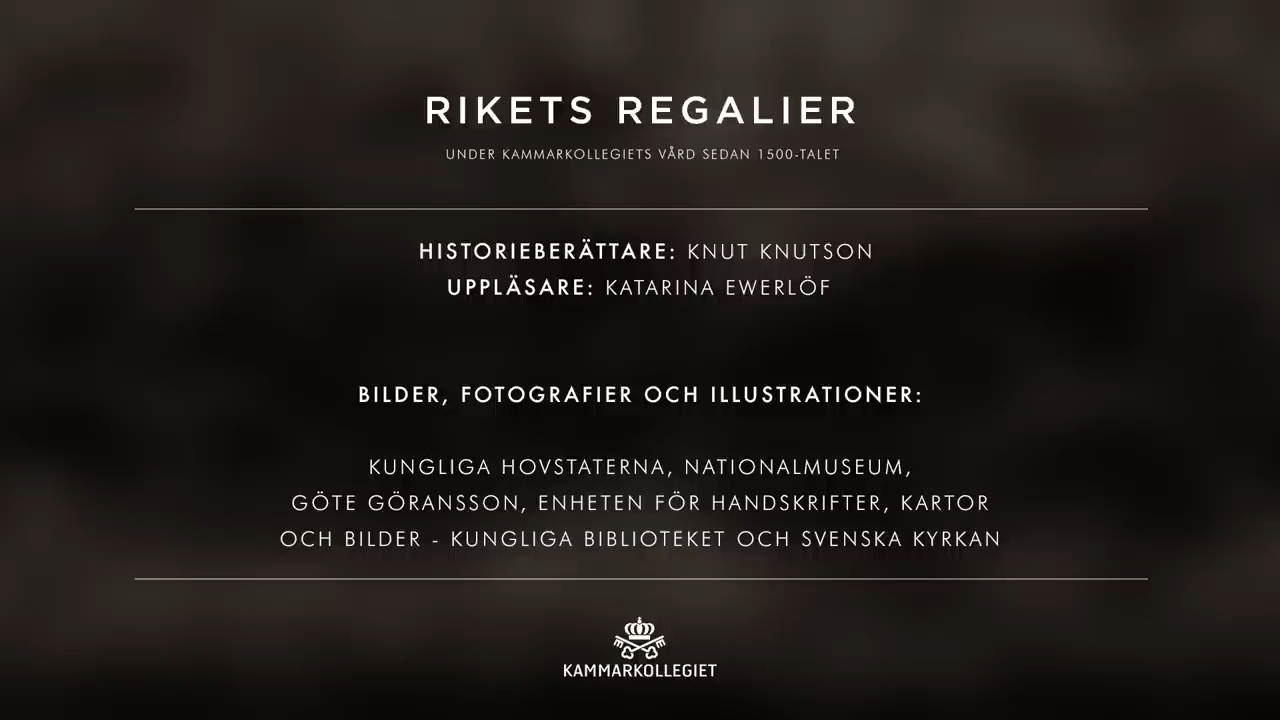 RIKETS REGALIER
UNDER KAMMARKOLLEGIETS VÅRD SEDAN 1500-TALET
HISTORIEBERÄTTARE: KNUT KNUTSON
UPPLÄSARE: KATARINA EWERLÖF
BILDER, FOTOGRAFIER OCH ILLUSTRATIONER:
KUNGLIGA HOVSTATERNA, NATIONALMUSEUM,
GÖTE GÖRANSSON, ENHETEN FÖR HANDSKRIFTER, KARTOR
OCH BILDER - KUNGLIGA BIBLIOTEKET OCH SVENSKA KYRKAN
KAMMARKOLLEGIET